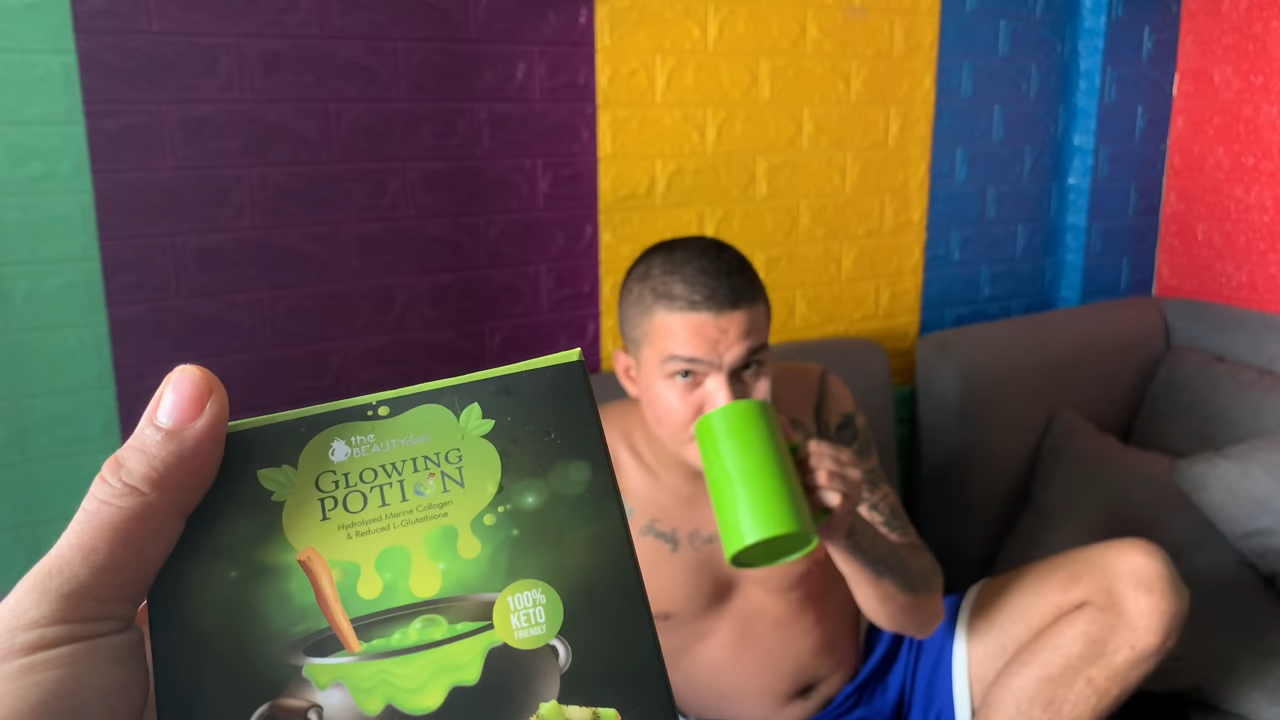 the
BEAUTY
GLOWING
POTION
Hydrolyzed Marine Collagen
& Reduced L-Glutathione
100%
KETO
FRIENDLY